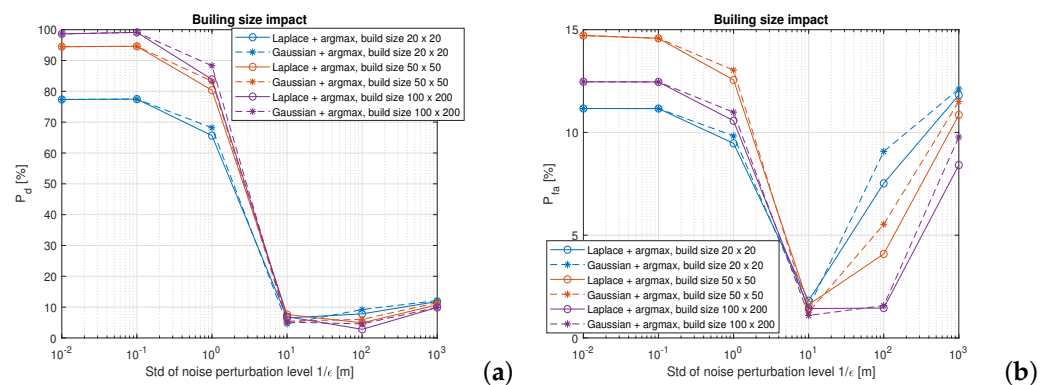 Builing size impact
100
90
80
70
60
50
40
30
20
10
0
P_d [%]
Laplace + argmax, build size 20 x 20
Gaussian + argmax, build size 20 x 20
Laplace + argmax, build size 50 x 50
Gaussian + argmax, build size 50 x 50
Laplace + argmax, build size 100 x 200
Gaussian + argmax, build size 100 x 200
10^-2 10^-1 10^0 10^1 10^2 10^3
Std of noise perturbation level 1/ϵ [m]
(a)
Builing size impact
15
10
5
0
P_fa [%]
Laplace + argmax, build size 20 x 20
Gaussian + argmax, build size 20 x 20
Laplace + argmax, build size 50 x 50
Gaussian + argmax, build size 50 x 50
Laplace + argmax, build size 100 x 200
Gaussian + argmax, build size 100 x 200
10^-2 10^-1 10^0 10^1 10^2 10^3
Std of noise perturbation level 1/ϵ [m]
(b)